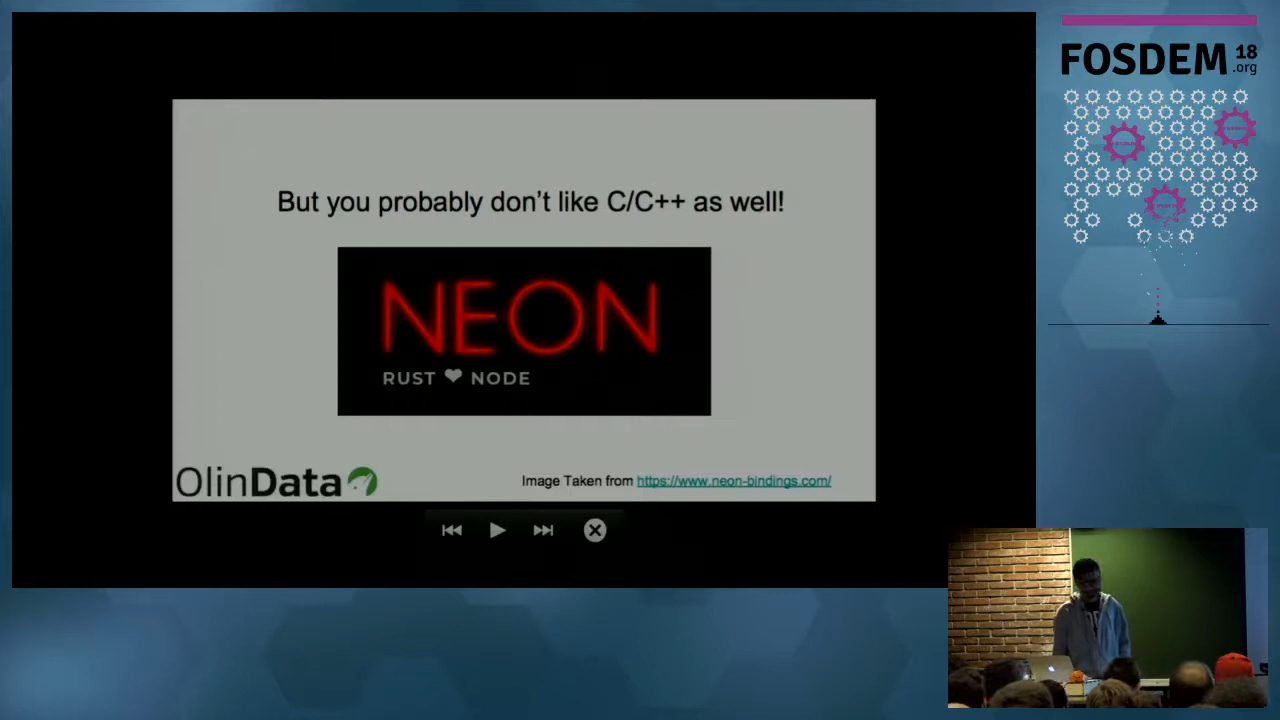 But you probably don't like C/C++ as well!
NEON
RUST ❤ NODE
OlinData
Image Taken from https://www.neon-bindings.com/
FOSDEM 18
.org